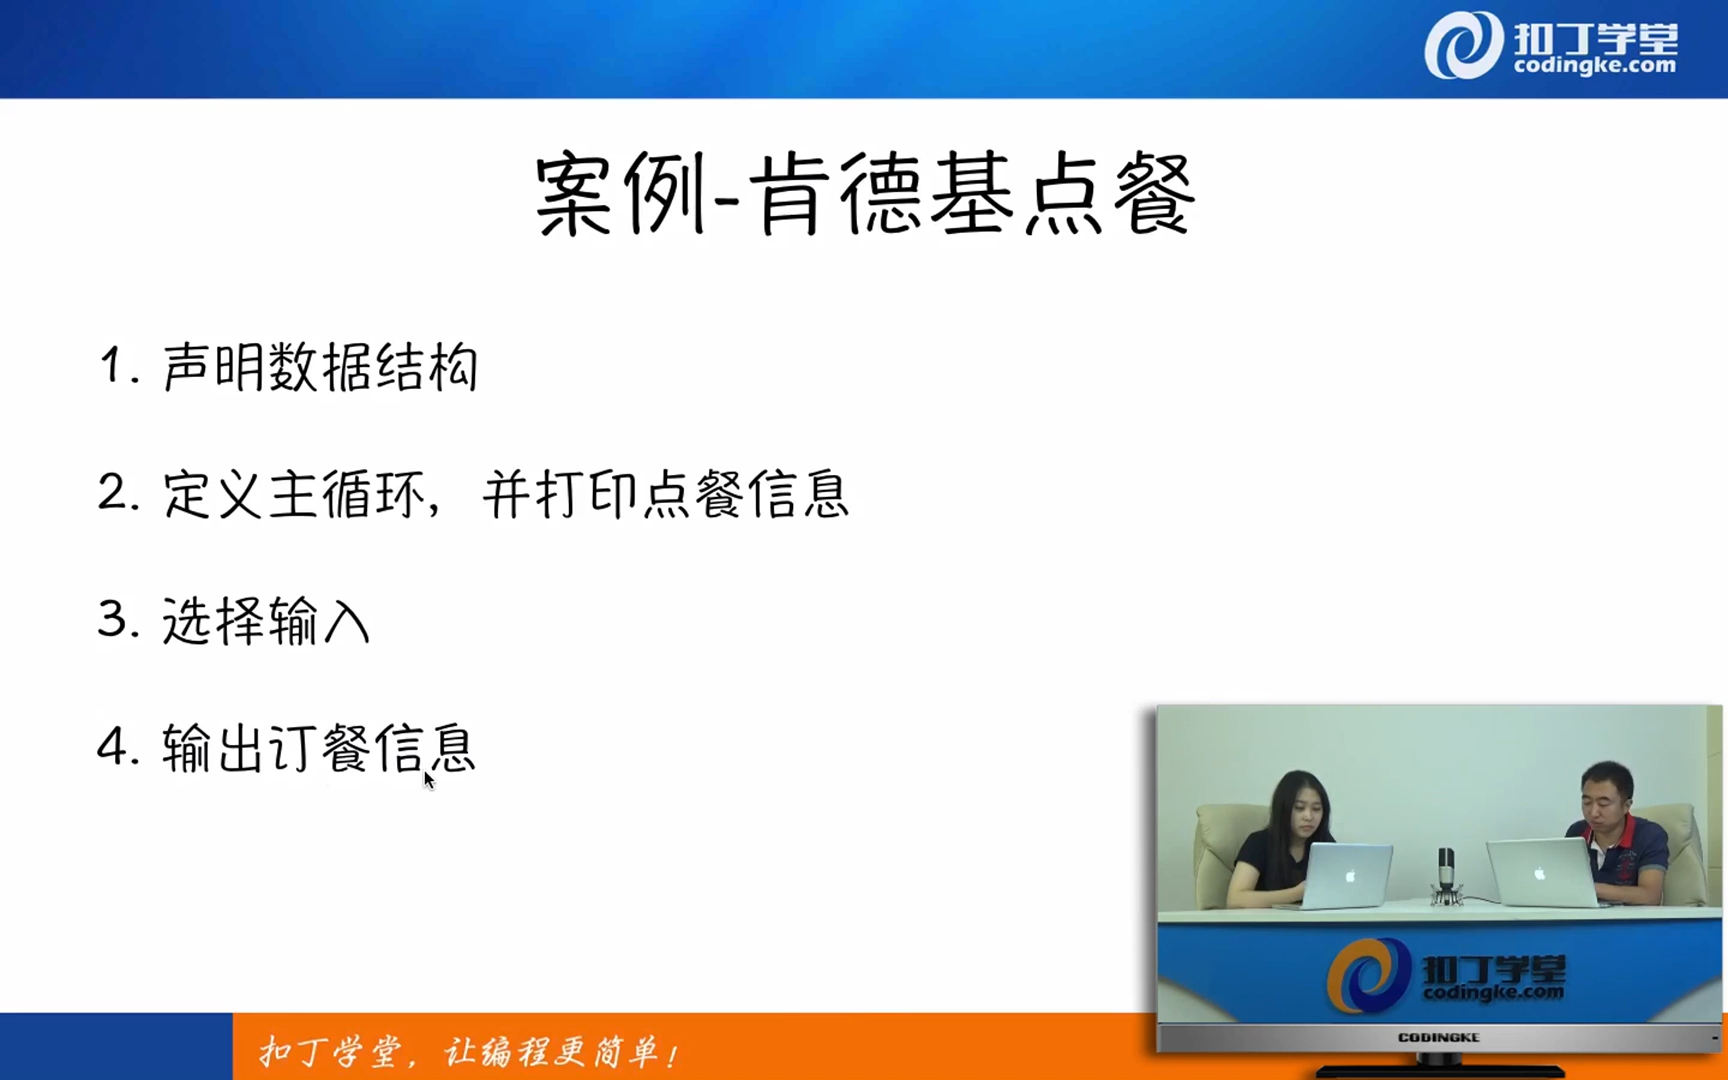 扣丁学堂
codingke.com
案例-肯德基点餐
1. 声明数据结构
2. 定义主循环，并打印点餐信息
3. 选择输入
4. 输出订餐信息
扣丁学堂
codingke.com
CODINGKE
扣丁学堂，让编程更简单！